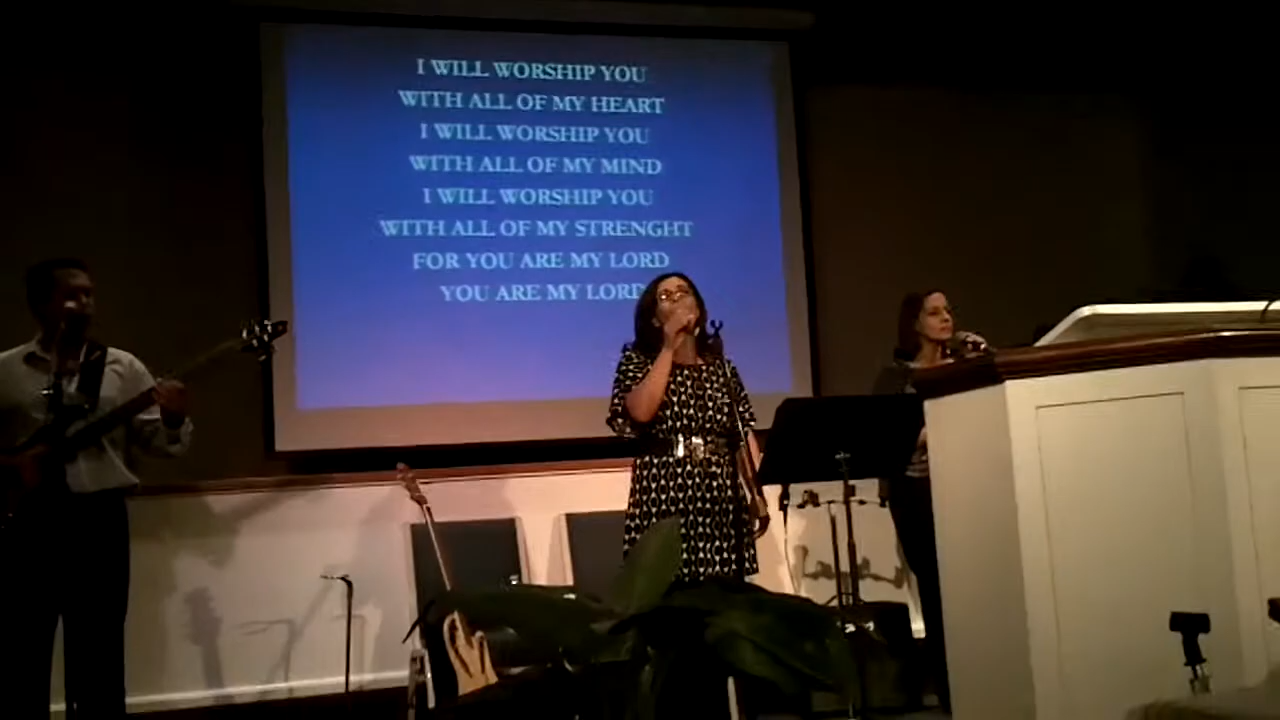 I WILL WORSHIP YOU
WITH ALL OF MY HEART
I WILL WORSHIP YOU
WITH ALL OF MY MIND
I WILL WORSHIP YOU
WITH ALL OF MY STRENGHT
FOR YOU ARE MY LORD
YOU ARE MY LORD